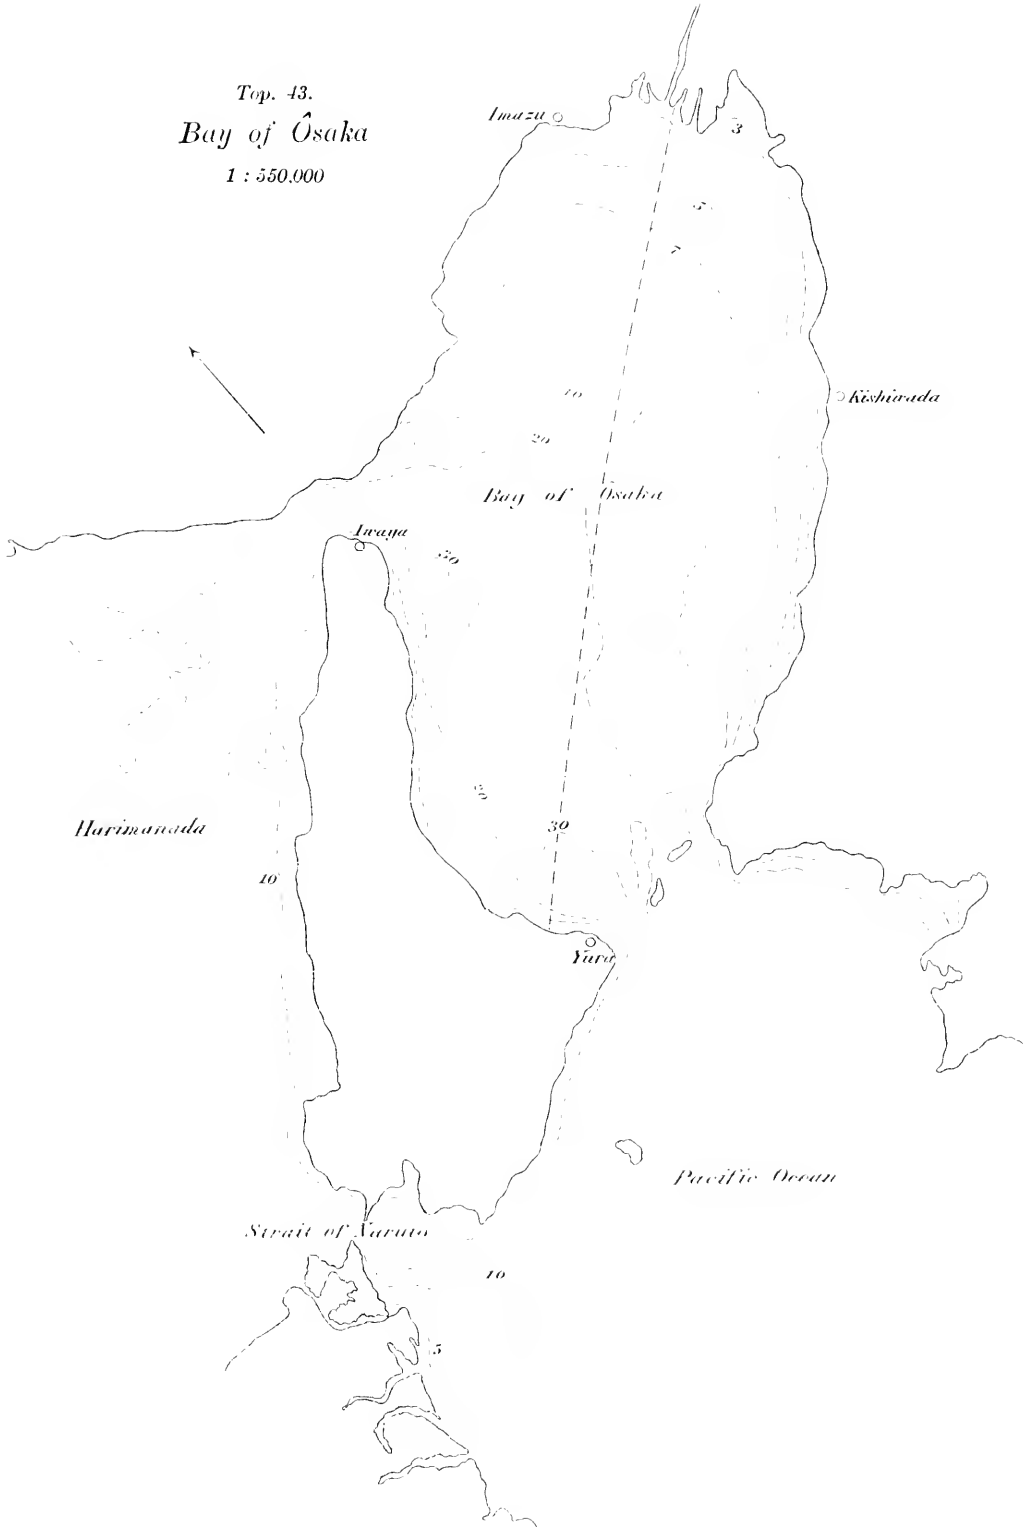 Top. 43.
Bay of Ôsaka
1 : 550.000
Imazu
3
5
7
10
Kishiwada
20
Bay of Ôsaka
Iwaya
30
Harimanada
30
10
Yura
Pacific Ocean
Strait of Naruto
10
5